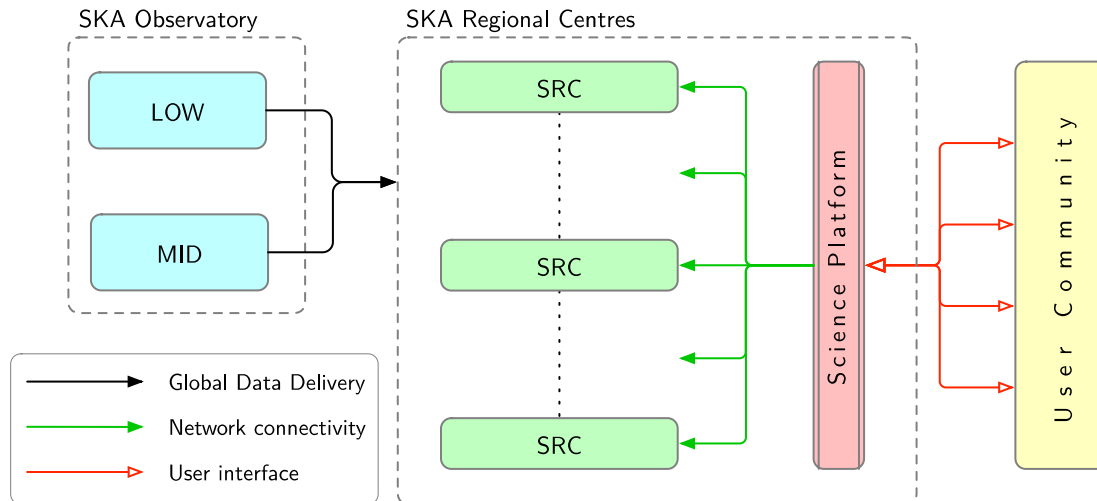 SKA Observatory
SKA Regional Centres
LOW
MID
SRC
SRC
SRC
Science Platform
User Community
Global Data Delivery
Network connectivity
User interface